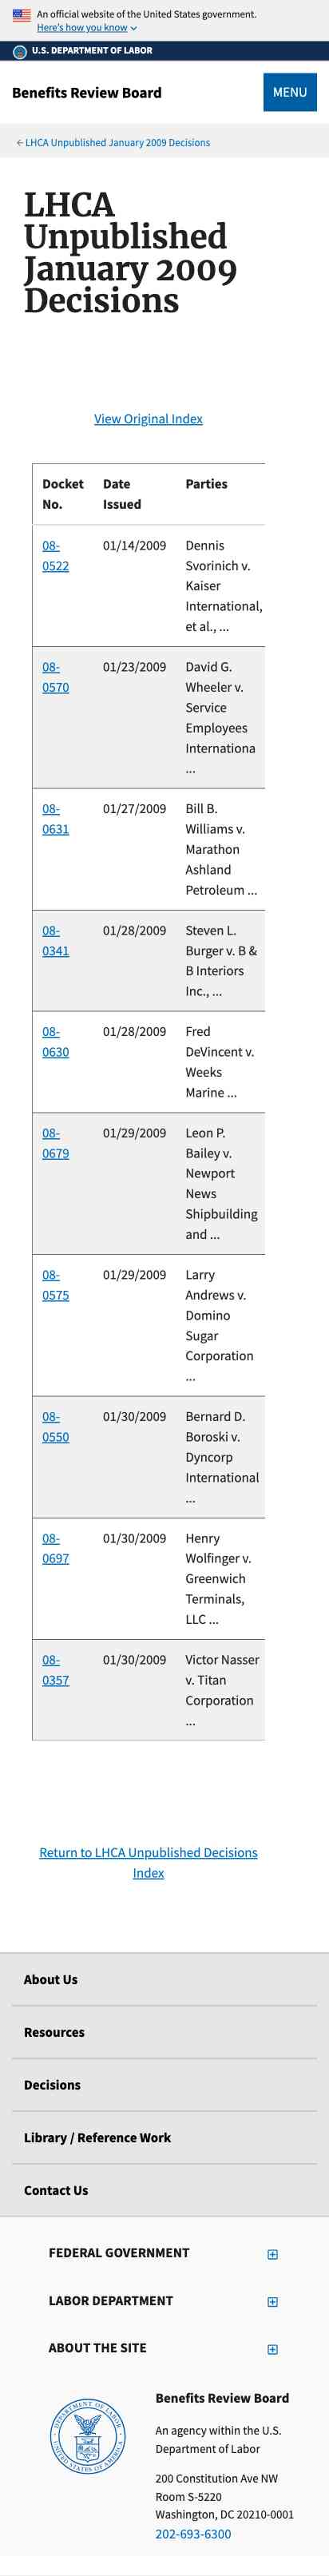 An official website of the United States government.
Here's how you know
U.S. DEPARTMENT OF LABOR
Benefits Review Board
MENU
LHCA Unpublished January 2009 Decisions
LHCA
Unpublished
January 2009
Decisions
View Original Index
Docket Date Parties
No. Issued
08- 01/14/2009 Dennis
0522 Svorinich v.
Kaiser
International,
et al., ...
08- 01/23/2009 David G.
0570 Wheeler v.
Service
Employees
Internationa
...
08- 01/27/2009 Bill B.
0631 Williams v.
Marathon
Ashland
Petroleum ...
08- 01/28/2009 Steven L.
0341 Burger v. B &
B Interiors
Inc., ...
08- 01/28/2009 Fred
0630 DeVincent v.
Weeks
Marine ...
08- 01/29/2009 Leon P.
0679 Bailey v.
Newport
News
Shipbuilding
and ...
08- 01/29/2009 Larry
0575 Andrews v.
Domino
Sugar
Corporation
...
08- 01/30/2009 Bernard D.
0550 Boroski v.
Dyncorp
International
...
08- 01/30/2009 Henry
0697 Wolfinger v.
Greenwich
Terminals,
LLC ...
08- 01/30/2009 Victor Nasser
0357 v. Titan
Corporation
...
Return to LHCA Unpublished Decisions
Index
About Us
Resources
Decisions
Library / Reference Work
Contact Us
FEDERAL GOVERNMENT
LABOR DEPARTMENT
ABOUT THE SITE
DEPARTMENT OF LABOR
UNITED STATES OF AMERICA
Benefits Review Board
An agency within the U.S.
Department of Labor
200 Constitution Ave NW
Room S-5220
Washington, DC 20210-0001
202-693-6300